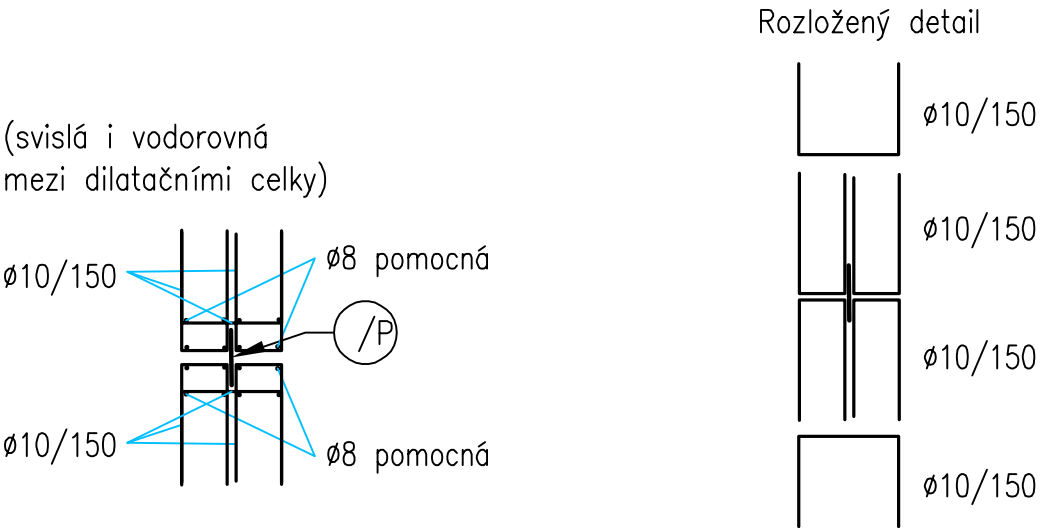 Rozložený detail
(svislá i vodorovná
mezi dilatačními celky)
ø10/150
ø8 pomocná
/P
ø10/150
ø8 pomocná
ø10/150
ø10/150
ø10/150
ø10/150